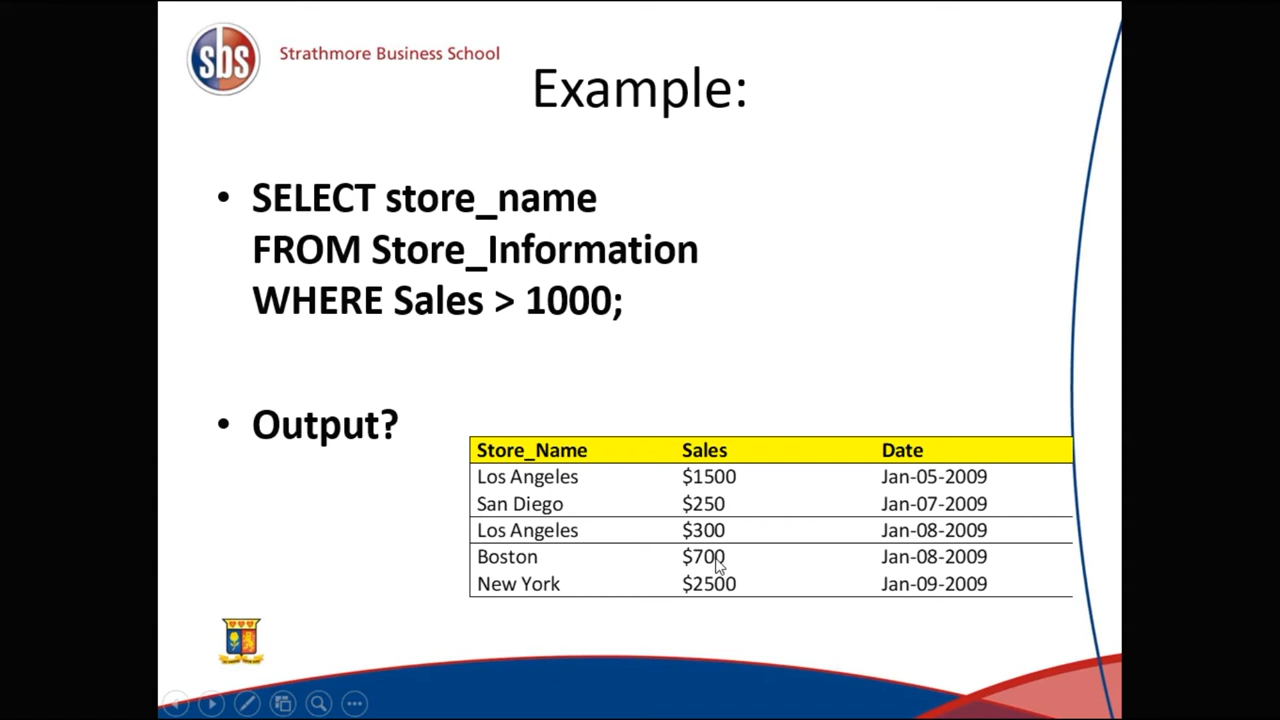 sbs
Strathmore Business School
Example:
• SELECT store_name
FROM Store_Information
WHERE Sales > 1000;
• Output?
Store_Name Sales Date
Los Angeles $1500 Jan-05-2009
San Diego $250 Jan-07-2009
Los Angeles $300 Jan-08-2009
Boston $700 Jan-08-2009
New York $2500 Jan-09-2009